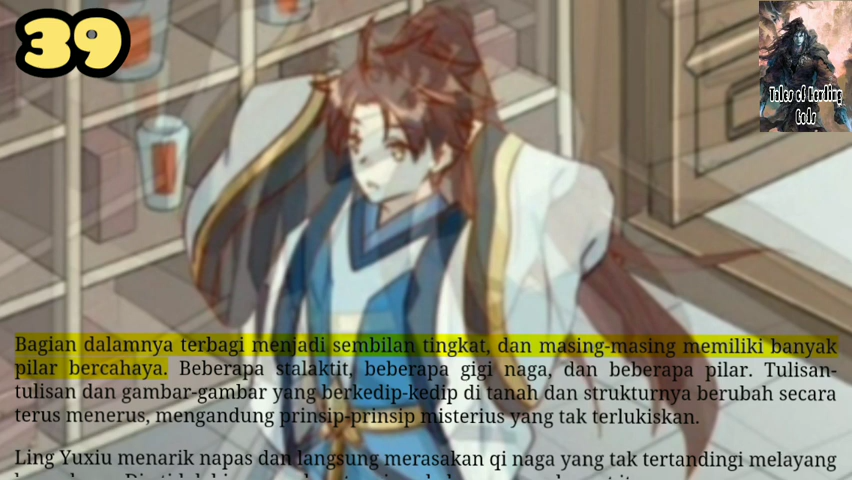 39
Tales of Herding
Gods
Bagian dalamnya terbagi menjadi sembilan tingkat, dan masing-masing memiliki banyak
pilar bercahaya. Beberapa stalaktit, beberapa gigi naga, dan beberapa pilar. Tulisan-
tulisan dan gambar-gambar yang berkedip-kedip di tanah dan strukturnya berubah secara
terus menerus, mengandung prinsip-prinsip misterius yang tak terlukiskan.
Ling Yuxiu menarik napas dan langsung merasakan qi naga yang tak tertandingi melayang